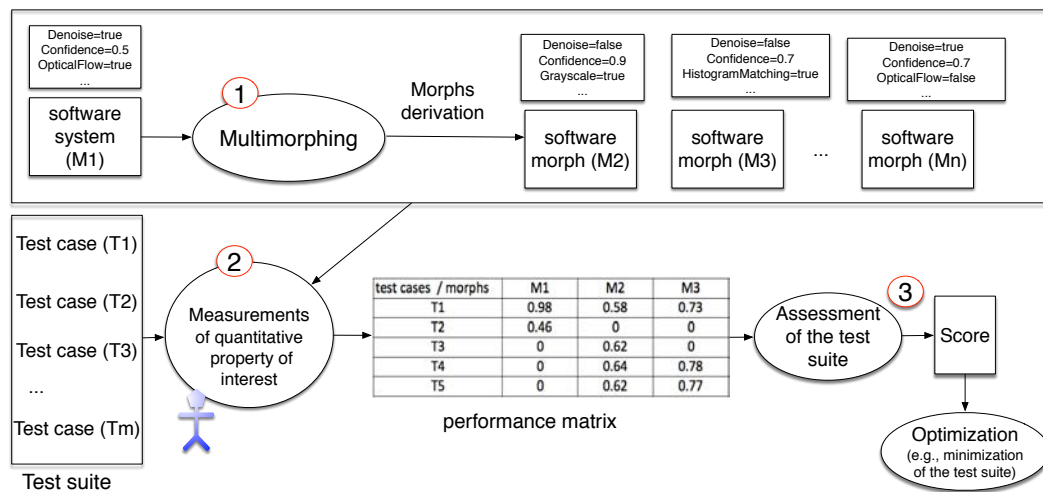 Denoise=true
Confidence=0.5
OpticalFlow=true
...
software
system
(M1)
1
Multimorphing
Morphs
derivation
Denoise=false
Confidence=0.9
Grayscale=true
...
software
morph (M2)
Denoise=false
Confidence=0.7
HistogramMatching=true
...
software
morph (M3)
...
Denoise=true
Confidence=0.7
OpticalFlow=false
...
software
morph (Mn)
Test case (T1)
Test case (T2)
Test case (T3)
...
Test case (Tm)
Test suite
2
Measurements
of quantitative
property of
interest
test cases / morphs M1 M2 M3
T1 0.98 0.58 0.73
T2 0.46 0 0
T3 0 0.62 0
T4 0 0.64 0.78
T5 0 0.62 0.77
performance matrix
3
Assessment
of the test
suite
Score
Optimization
(e.g., minimization
of the test suite)